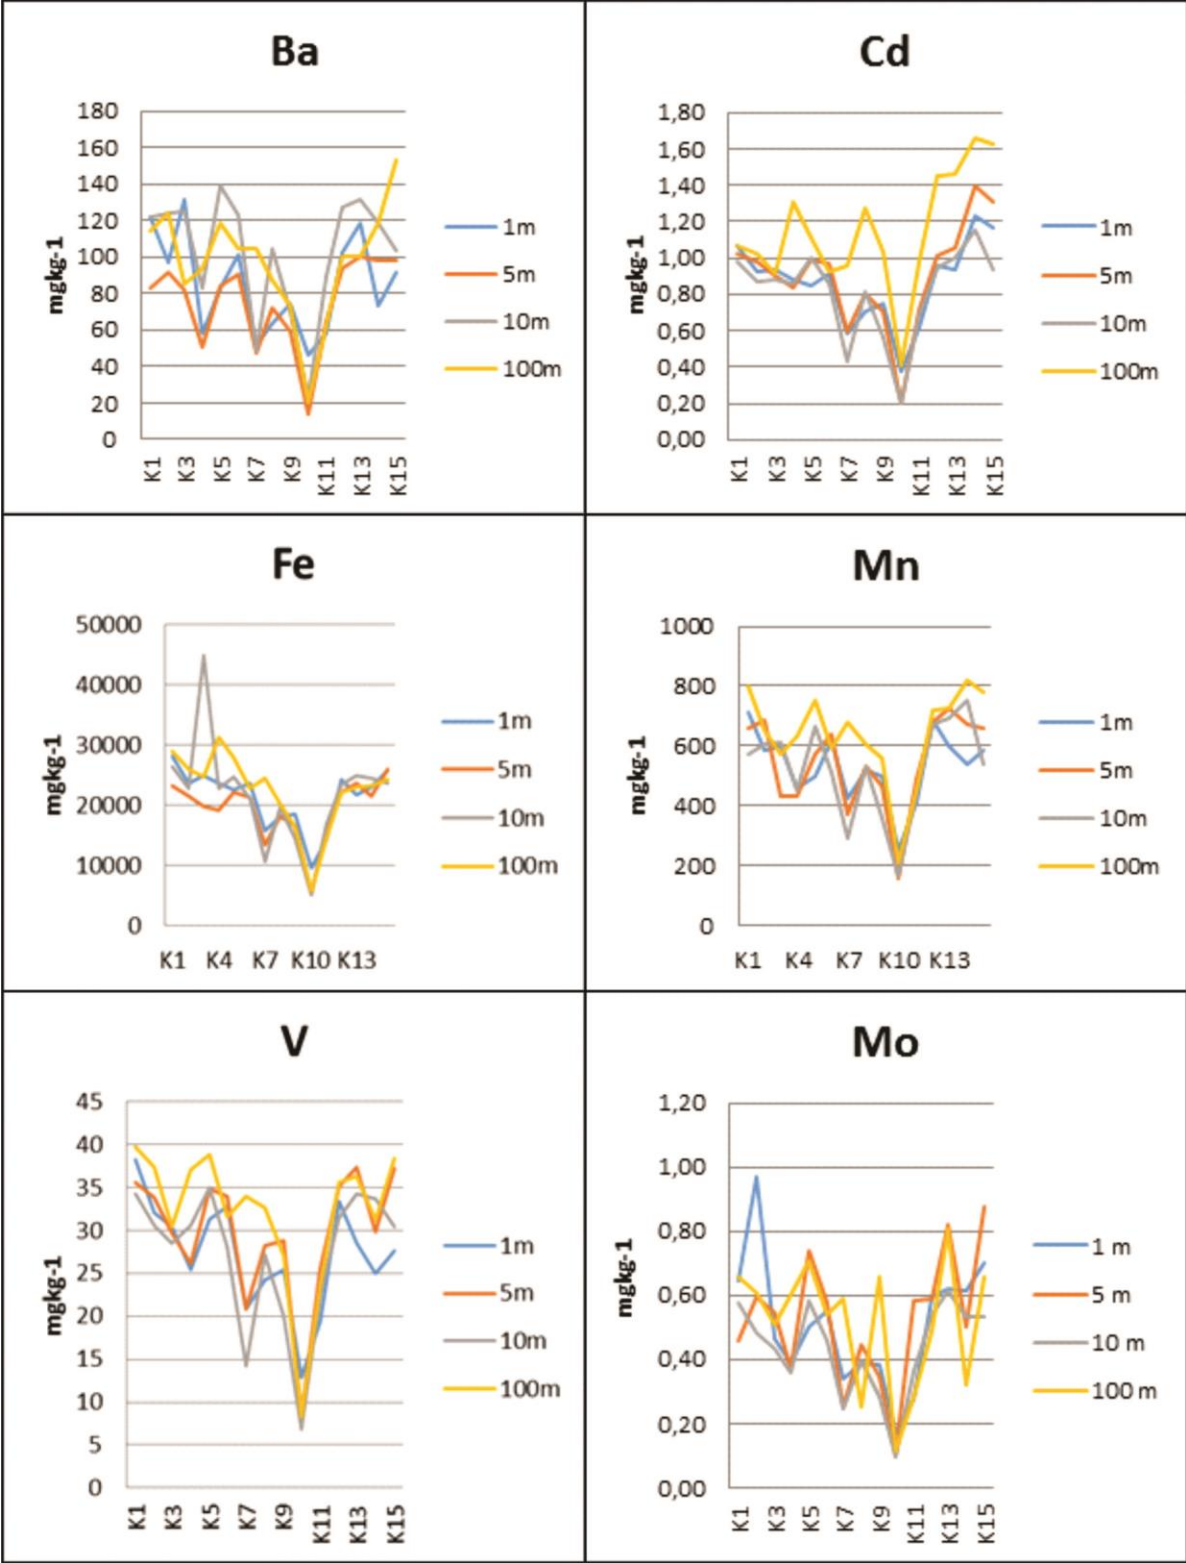 Ba
180
160
140
120
100
80
60
40
20
0
mgkg-1
K1 K3 K5 K7 K9 K11 K13 K15
1m
5m
10m
100m
Cd
1,80
1,60
1,40
1,20
1,00
0,80
0,60
0,40
0,20
0,00
mgkg-1
K1 K3 K5 K7 K9 K11 K13 K15
1m
5m
10m
100m
Fe
50000
40000
30000
20000
10000
0
mgkg-1
K1 K4 K7 K10 K13
1m
5m
10m
100m
Mn
1000
800
600
400
200
0
mgkg-1
K1 K4 K7 K10 K13
1m
5m
10m
100m
V
45
40
35
30
25
20
15
10
5
0
mgkg-1
K1 K3 K5 K7 K9 K11 K13 K15
1m
5m
10m
100m
Mo
1,20
1,00
0,80
0,60
0,40
0,20
0,00
mgkg-1
K1 K3 K5 K7 K9 K11 K13 K15
1 m
5 m
10 m
100 m